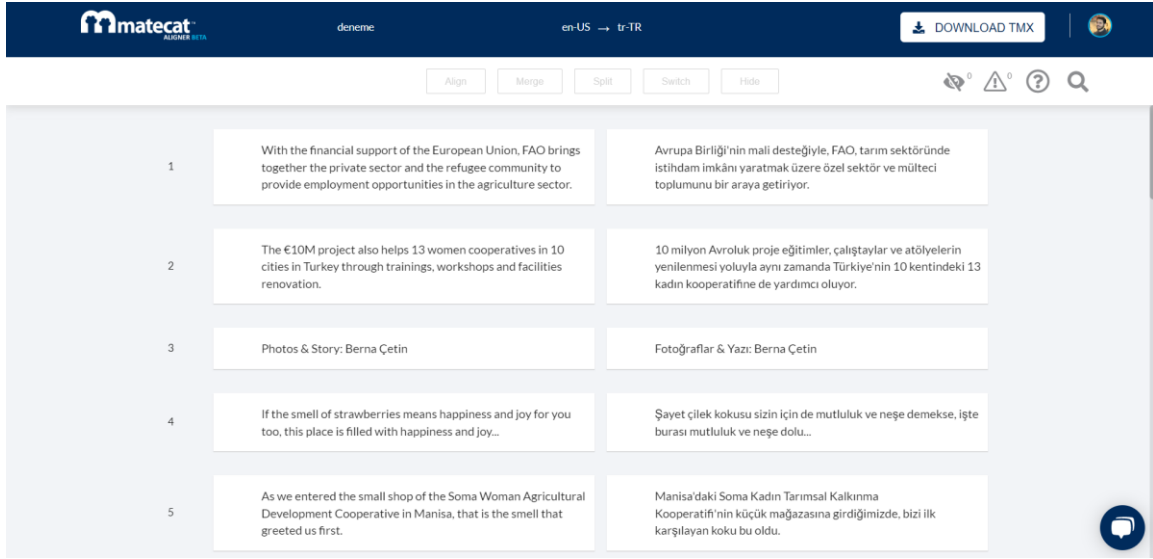 matecat
ALIGNER BETA
deneme
en-US → tr-TR
DOWNLOAD TMX
Align
Merge
Split
Switch
Hide
0
0
?
1
With the financial support of the European Union, FAO brings
together the private sector and the refugee community to
provide employment opportunities in the agriculture sector.
Avrupa Birliği'nin mali desteğiyle, FAO, tarım sektöründe
istihdam imkânı yaratmak üzere özel sektör ve mülteci
toplumunu bir araya getiriyor.
2
The €10M project also helps 13 women cooperatives in 10
cities in Turkey through trainings, workshops and facilities
renovation.
10 milyon Avroluk proje eğitimler, çalıştaylar ve atölyelerin
yenilenmesi yoluyla aynı zamanda Türkiye'nin 10 kentindeki 13
kadın kooperatifine de yardımcı oluyor.
3
Photos & Story: Berna Çetin
Fotoğraflar & Yazı: Berna Çetin
4
If the smell of strawberries means happiness and joy for you
too, this place is filled with happiness and joy...
Şayet çilek kokusu sizin için de mutluluk ve neşe demekse, işte
burası mutluluk ve neşe dolu...
5
As we entered the small shop of the Soma Woman Agricultural
Development Cooperative in Manisa, that is the smell that
greeted us first.
Manisa'daki Soma Kadın Tarımsal Kalkınma
Kooperatifi'nin küçük mağazasına girdiğimizde, bizi ilk
karşılayan koku bu oldu.